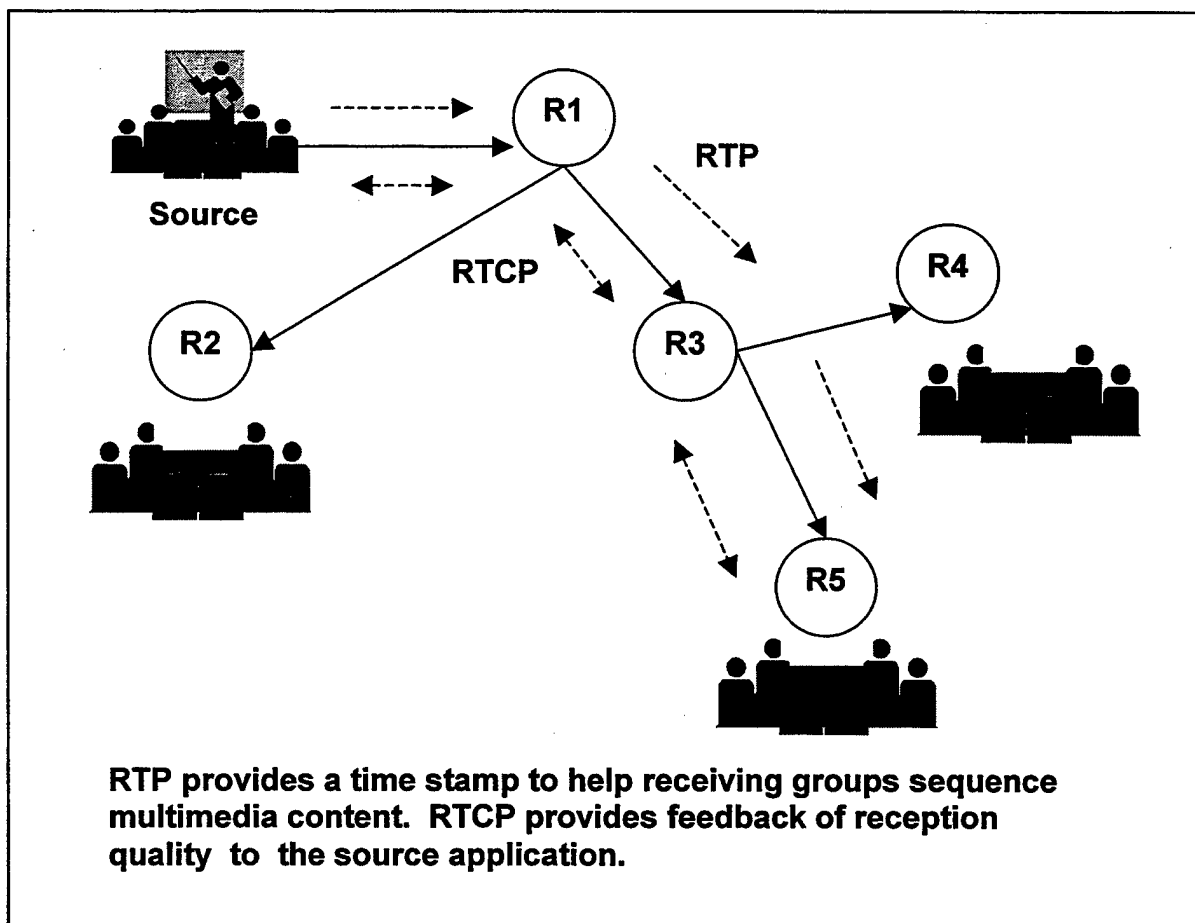 R1
RTP
Source
R4
RTCP
R2
R3
R5
RTP provides a time stamp to help receiving groups sequence
multimedia content. RTCP provides feedback of reception
quality to the source application.